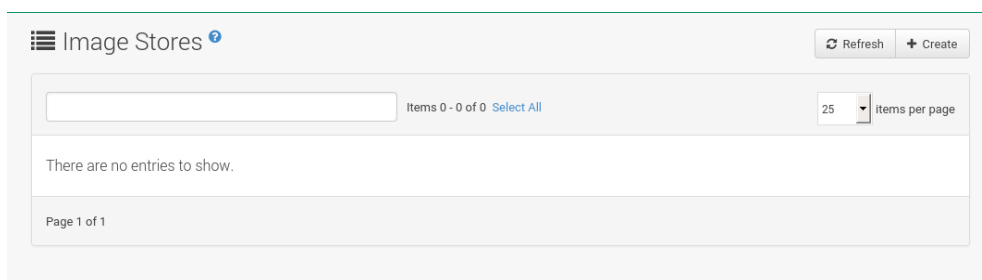 Image Stores ?
Refresh Create
Items 0 - 0 of 0 Select All 25 items per page
There are no entries to show.
Page 1 of 1